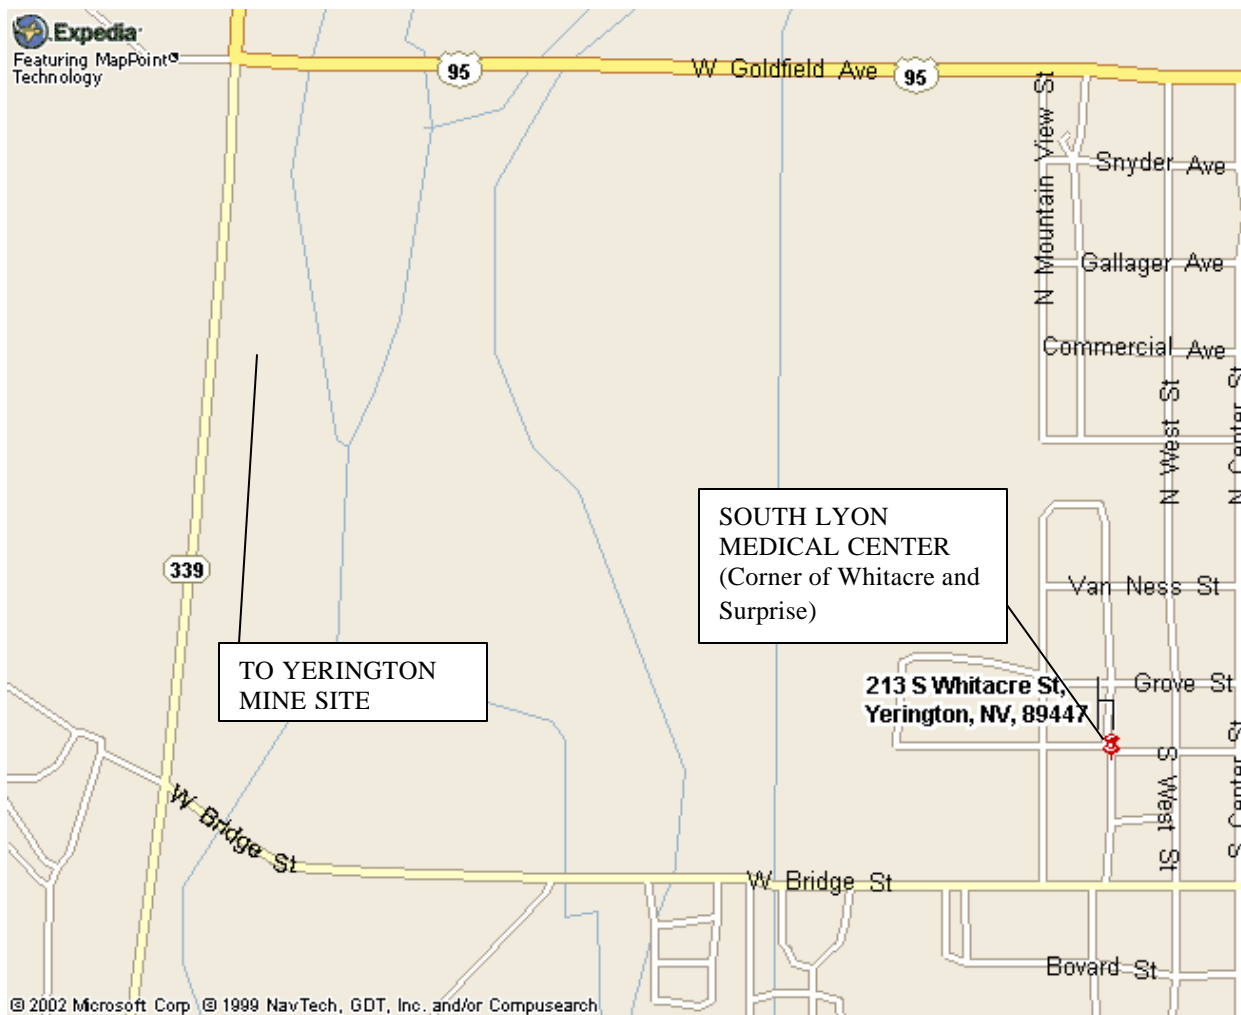 Expedia
Featuring MapPoint®
Technology
95
W Goldfield Ave
95
N Mountain View St
Snyder Ave
Gallager Ave
Commercial Ave
N West St
N Center St
339
SOUTH LYON
MEDICAL CENTER
(Corner of Whitacre and
Surprise)
Van Ness St
TO YERINGTON
MINE SITE
213 S Whitacre St,
Yerington, NV, 89447
Grove St
S West St
S Center St
W Bridge St
W Bridge St
Bovard St
© 2002 Microsoft Corp © 1999 NavTech, GDT, Inc. and/or Compusearch